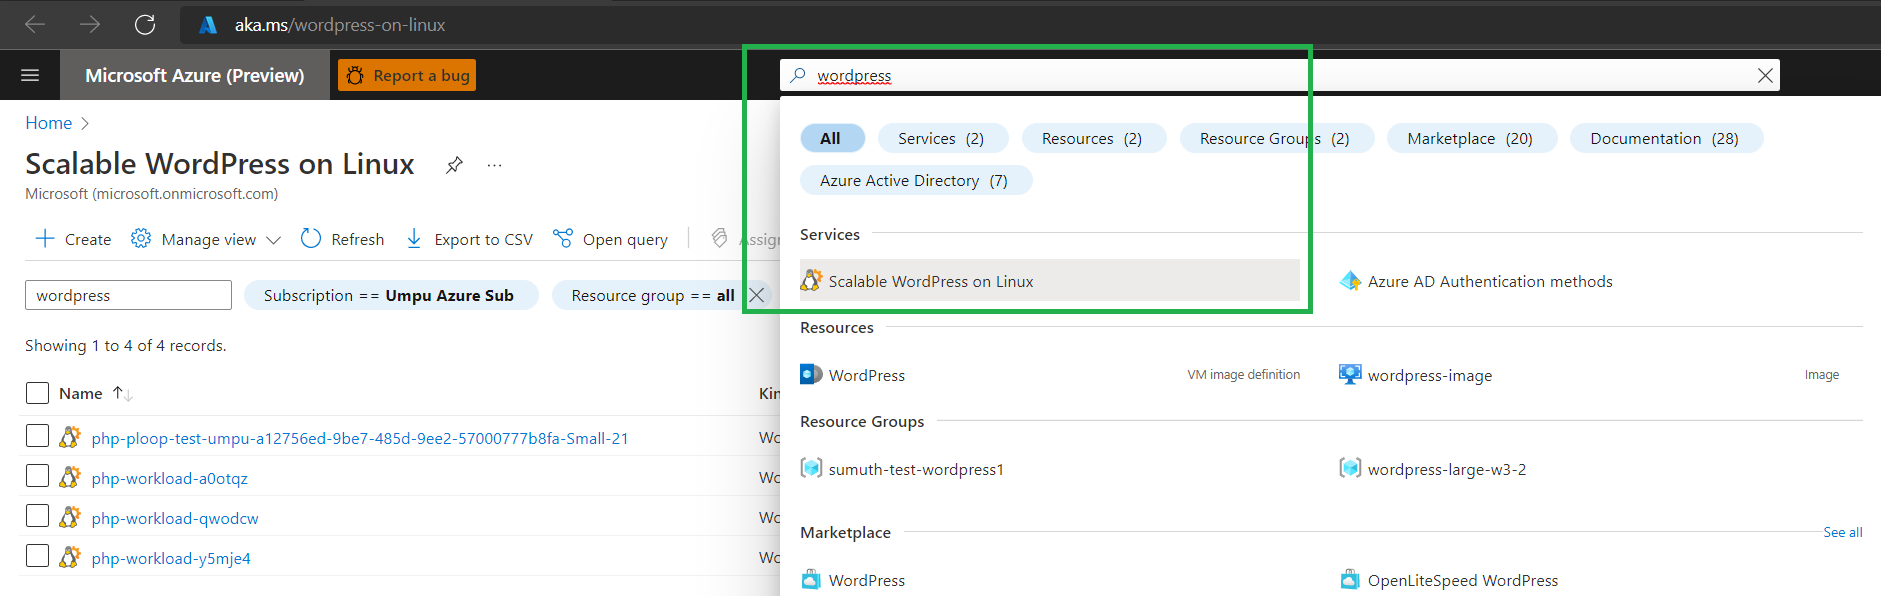 aka.ms/wordpress-on-linux
Microsoft Azure (Preview)
Report a bug
wordpress
Home
Scalable WordPress on Linux
...
Microsoft (microsoft.onmicrosoft.com)
Create
Manage view
Refresh
Export to CSV
Open query
Assig
wordpress
Subscription == Umpu Azure Sub
Resource group == all
Showing 1 to 4 of 4 records.
Name
Kin
php-ploop-test-umpu-a12756ed-9be7-485d-9ee2-57000777b8fa-Small-21
Wo
php-workload-a0otqz
Wo
php-workload-qwodcw
Wo
php-workload-y5mje4
Wo
All
Services (2)
Resources (2)
Resource Groups (2)
Marketplace (20)
Documentation (28)
Azure Active Directory (7)
Services
Scalable WordPress on Linux
Azure AD Authentication methods
Resources
WordPress
VM image definition
wordpress-image
Image
Resource Groups
sumuth-test-wordpress1
wordpress-large-w3-2
Marketplace
See all
WordPress
OpenLiteSpeed WordPress